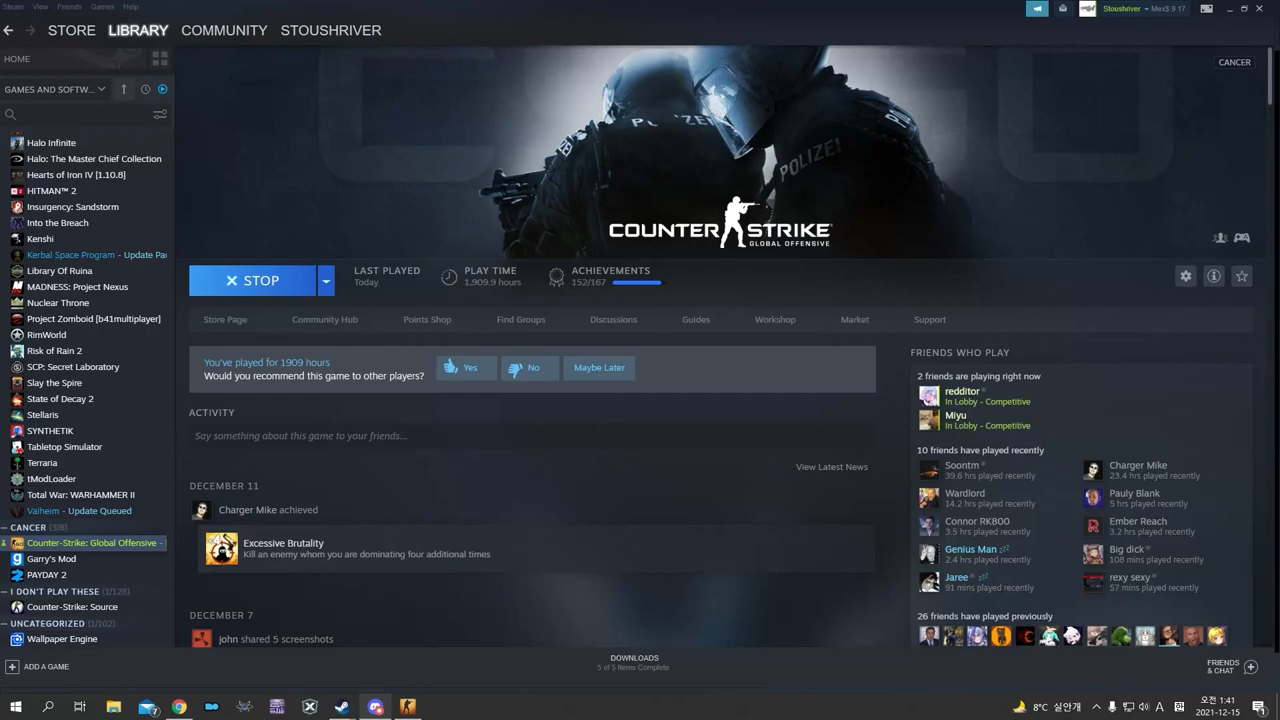 Steam View Friends Games Help
Stoushriver Mex$ 9 17
STORE LIBRARY COMMUNITY STOUSHRIVER
HOME
GAMES AND SOFTW...
Halo Infinite
Halo: The Master Chief Collection
Hearts of Iron IV [1.10.8]
HITMAN™ 2
Insurgency: Sandstorm
Into the Breach
Kenshi
Kerbal Space Program - Update Pau
Library Of Ruina
MADNESS: Project Nexus
Nuclear Throne
Project Zomboid [b41multiplayer]
RimWorld
Risk of Rain 2
SCP: Secret Laboratory
Slay the Spire
State of Decay 2
Stellaris
SYNTHETIK
Tabletop Simulator
Terraria
tModLoader
Total War: WARHAMMER II
Valheim - Update Queued
CANCER (3/8)
Counter-Strike: Global Offensive -
Garry's Mod
PAYDAY 2
I DON'T PLAY THESE (1/128)
Counter-Strike: Source
UNCATEGORIZED (1/102)
Wallpaper Engine
ADD A GAME
CANCER
POLIZEI
POLIZEI
COUNTER STRIKE
GLOBAL OFFENSIVE
STOP
LAST PLAYED
Today
PLAY TIME
1,909.9 hours
ACHIEVEMENTS
152/167
Store Page Community Hub Points Shop Find Groups Discussions Guides Workshop Market Support
You've played for 1909 hours
Would you recommend this game to other players?
Yes No Maybe Later
ACTIVITY
Say something about this game to your friends...
View Latest News
DECEMBER 11
Charger Mike achieved
Excessive Brutality
Kill an enemy whom you are dominating four additional times
DECEMBER 7
john shared 5 screenshots
FRIENDS WHO PLAY
2 friends are playing right now
redditor
In Lobby - Competitive
Miyu
In Lobby - Competitive
10 friends have played recently
Soontm
39.6 hrs played recently
Charger Mike
23.4 hrs played recently
Wardlord
14.2 hrs played recently
Pauly Blank
5 hrs played recently
Connor RK800
3.5 hrs played recently
Ember Reach
3.2 hrs played recently
Genius Man
2.4 hrs played recently
Big dick
108 mins played recently
Jaree
91 mins played recently
rexy sexy
57 mins played recently
26 friends have played previously
DOWNLOADS
5 of 5 Items Complete
FRIENDS
& CHAT
8°C 실안개
A
오전 1:41
2021-12-15